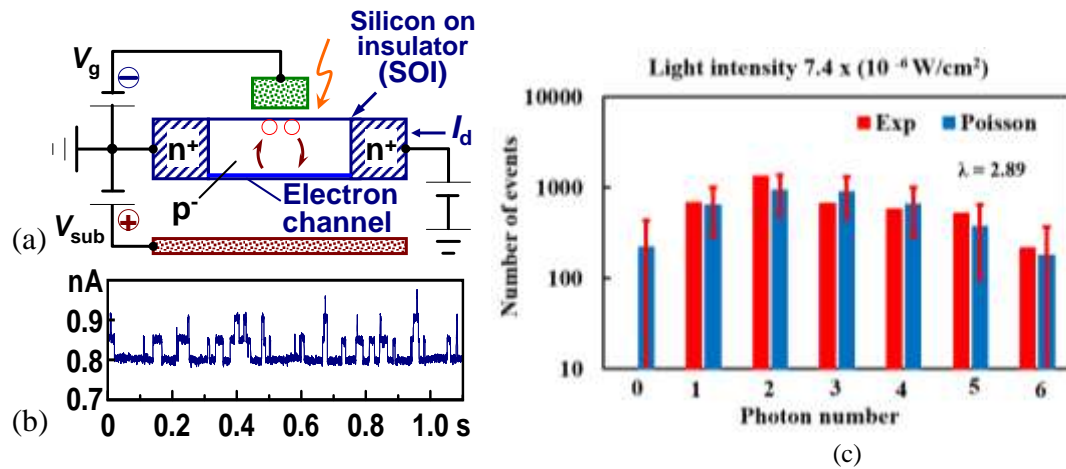 (a)
Silicon on
insulator
(SOI)
Vg
−
n+
n+
Id
p-
Electron
channel
Vsub
+
(b)
nA
0.9
0.8
0.7
0 0.2 0.4 0.6 0.8 1.0 s
Light intensity 7.4 x (10 -6 W/cm2)
Number of events
10000
1000
100
10
Exp Poisson
λ = 2.89
0 1 2 3 4 5 6
Photon number
(c)